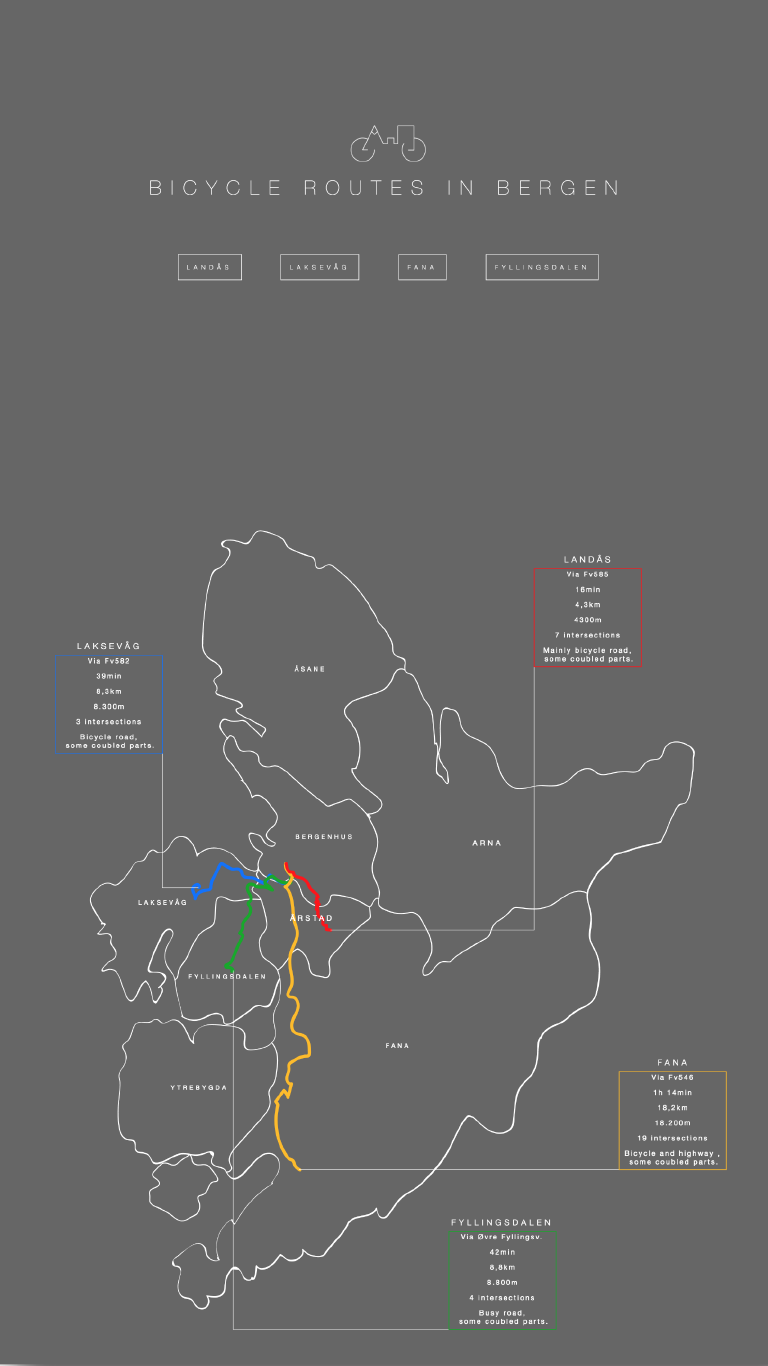 BICYCLE ROUTES IN BERGEN
LANDÅS
LAKSEVÅG
FANA
FYLLINGSDALEN
LANDÅS
Via Fv585
16min
4,3km
4300m
7 intersections
Mainly bicycle road,
some coubled parts.
LAKSEVÅG
Via Fv582
39min
8,3km
8.300m
3 intersections
Bicycle road,
some coubled parts.
ÅSANE
BERGENHUS
ARNA
LAKSEVÅG
ÅRSTAD
FYLLINGSDALEN
FANA
YTREBYGDA
FANA
Via Fv546
1h 14min
18,2km
18.200m
19 intersections
Bicycle and highway ,
some coubled parts.
FYLLINGSDALEN
Via Øvre Fyllingsv.
42min
8,8km
8.800m
4 intersections
Busy road.
some coubled parts.